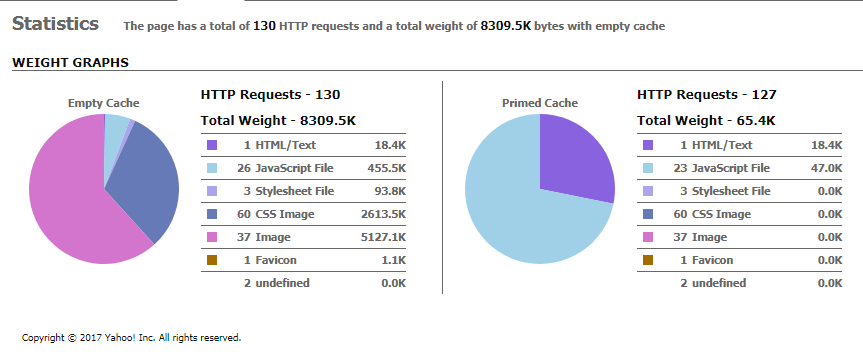 Statistics The page has a total of 130 HTTP requests and a total weight of 8309.5K bytes with empty cache
WEIGHT GRAPHS
Empty Cache
HTTP Requests - 130
Total Weight - 8309.5K
1 HTML/Text 18.4K
26 JavaScript File 455.5K
3 Stylesheet File 93.8K
60 CSS Image 2613.5K
37 Image 5127.1K
1 Favicon 1.1K
2 undefined 0.0K
Primed Cache
HTTP Requests - 127
Total Weight - 65.4K
1 HTML/Text 18.4K
23 JavaScript File 47.0K
3 Stylesheet File 0.0K
60 CSS Image 0.0K
37 Image 0.0K
1 Favicon 0.0K
2 undefined 0.0K
Copyright © 2017 Yahoo! Inc. All rights reserved.